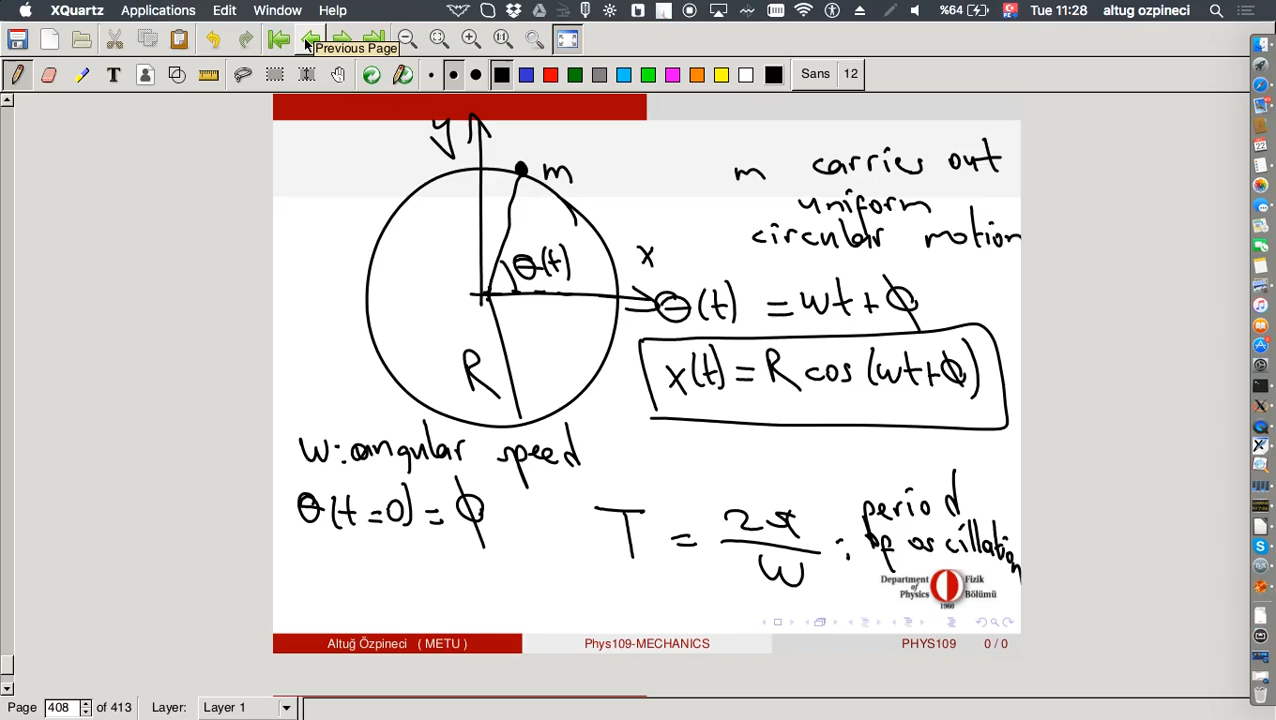 XQuartz Applications Edit Window Help %64 Tue 11:28 altug ozpineci
Previous Page
Sans 12
y
m
m carries out
uniform
circular motion
x
θ(t)
θ(t) = wt + ϕ
x(t) = R cos (wt+ϕ)
R
w: angular speed
θ(t=0) = ϕ
T = 2π/w : period
of oscillation
Department of Physics
Fizik Bölümü
1960
Altuğ Özpineci ( METU ) Phys109-MECHANICS PHYS109 0 / 0
Page 408 of 413 Layer: Layer 1